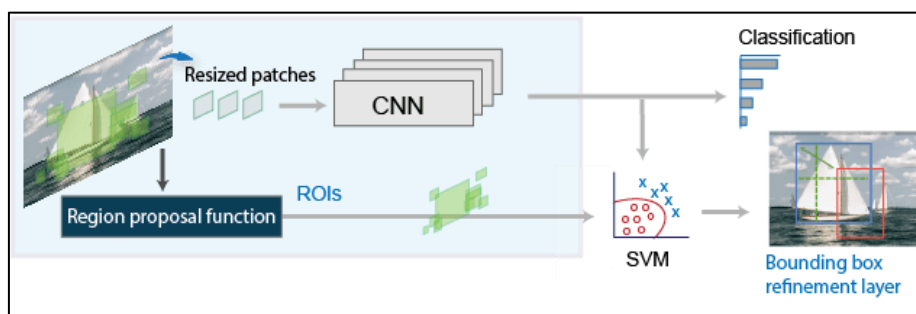 Classification
Resized patches
CNN
Region proposal function
ROIs
x x
x x
x
SVM
Bounding box
refinement layer